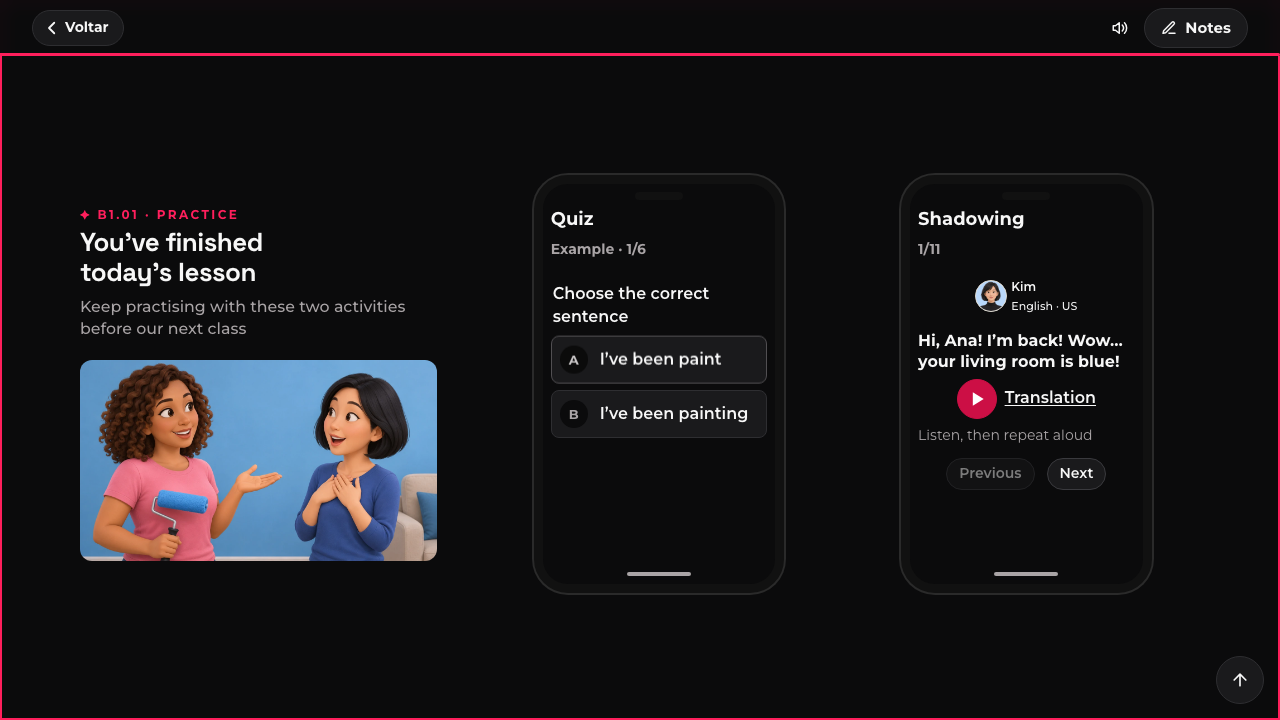 Voltar
Notes
B1.01 · PRACTICE
You’ve finished
today’s lesson
Keep practising with these two activities
before our next class
Quiz
Example · 1/6
Choose the correct
sentence
A I’ve been paint
B I’ve been painting
Shadowing
1/11
Kim
English · US
Hi, Ana! I’m back! Wow...
your living room is blue!
Translation
Listen, then repeat aloud
Previous Next